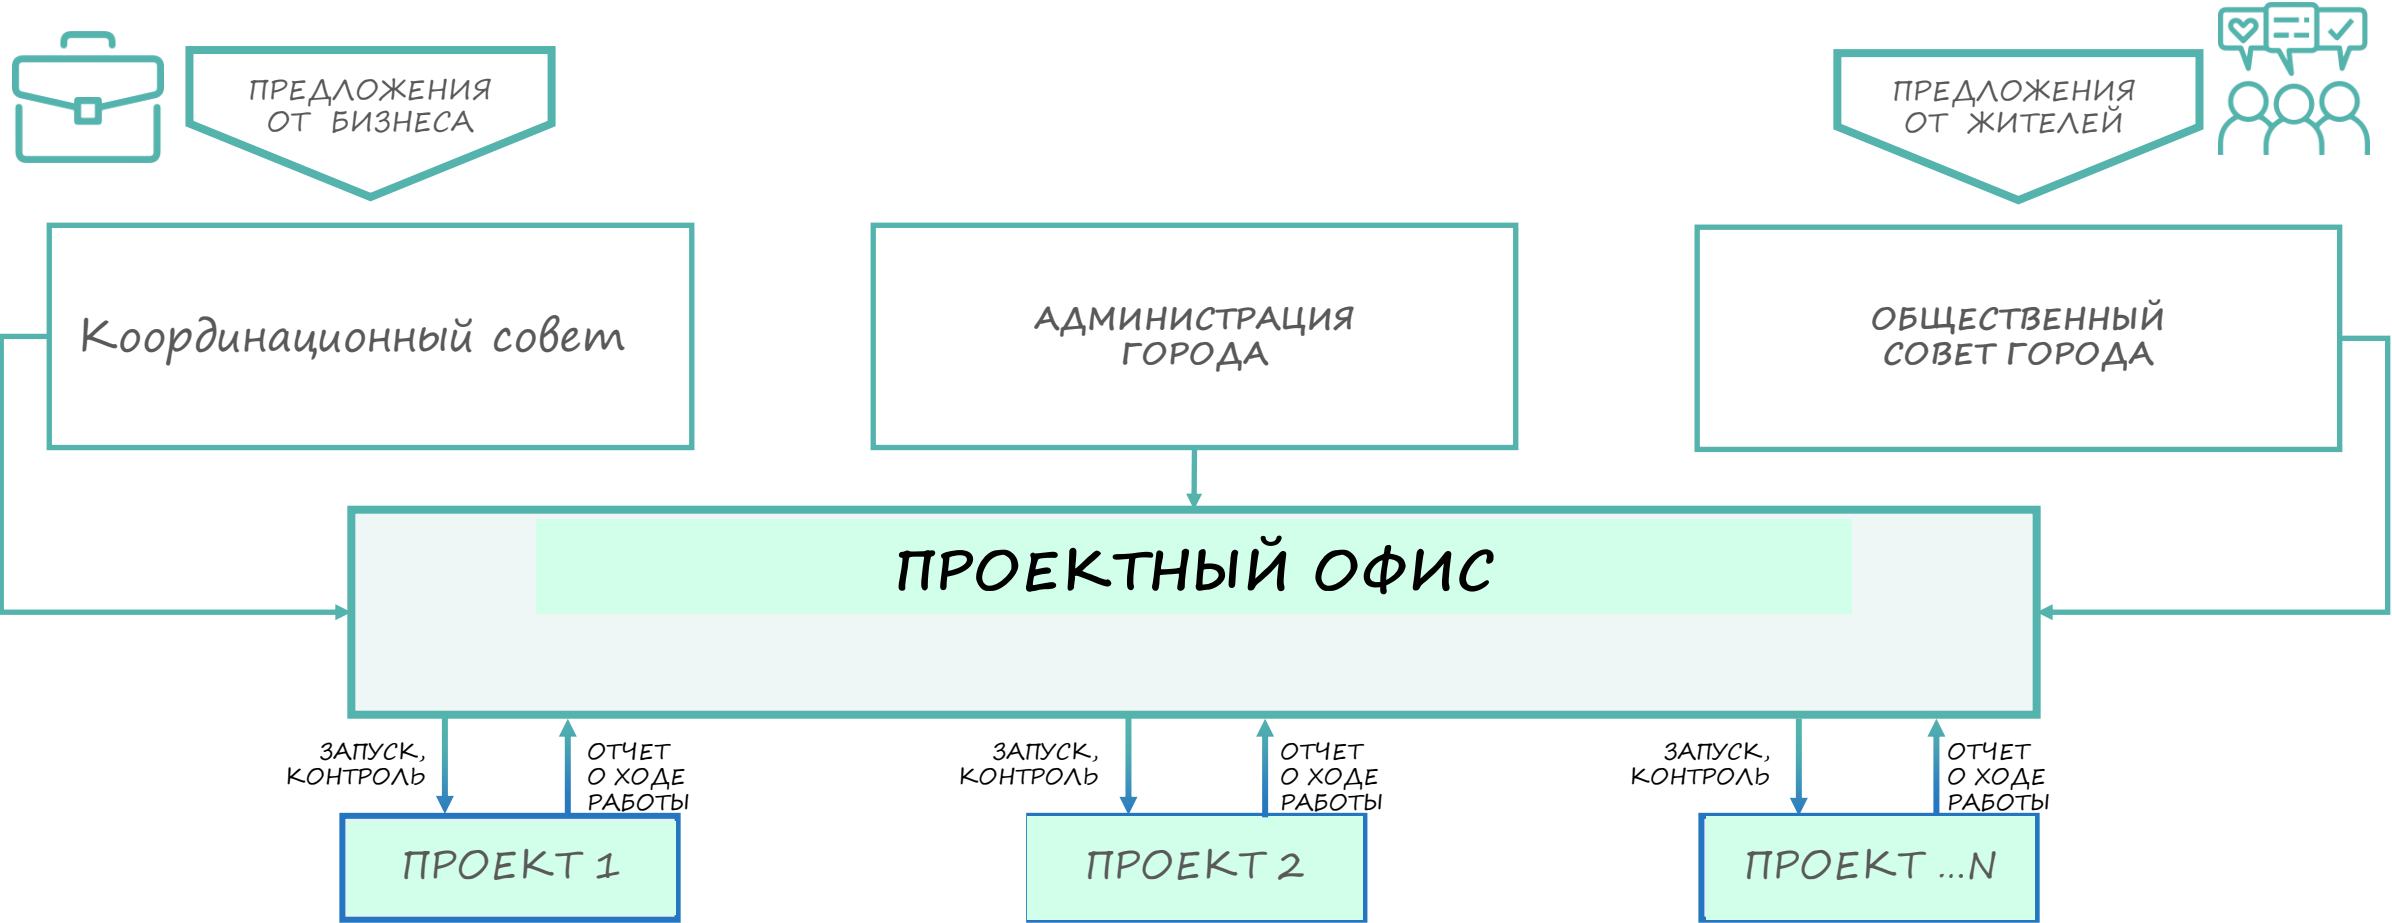 ПРЕДЛОЖЕНИЯ
ОТ БИЗНЕСА
ПРЕДЛОЖЕНИЯ
ОТ ЖИТЕЛЕЙ
Координационный совет
АДМИНИСТРАЦИЯ
ГОРОДА
ОБЩЕСТВЕННЫЙ
СОВЕТ ГОРОДА
ПРОЕКТНЫЙ ОФИС
ЗАПУСК,
КОНТРОЛЬ
ОТЧЕТ
О ХОДЕ
РАБОТЫ
ЗАПУСК,
КОНТРОЛЬ
ОТЧЕТ
О ХОДЕ
РАБОТЫ
ЗАПУСК,
КОНТРОЛЬ
ОТЧЕТ
О ХОДЕ
РАБОТЫ
ПРОЕКТ 1
ПРОЕКТ 2
ПРОЕКТ ...N